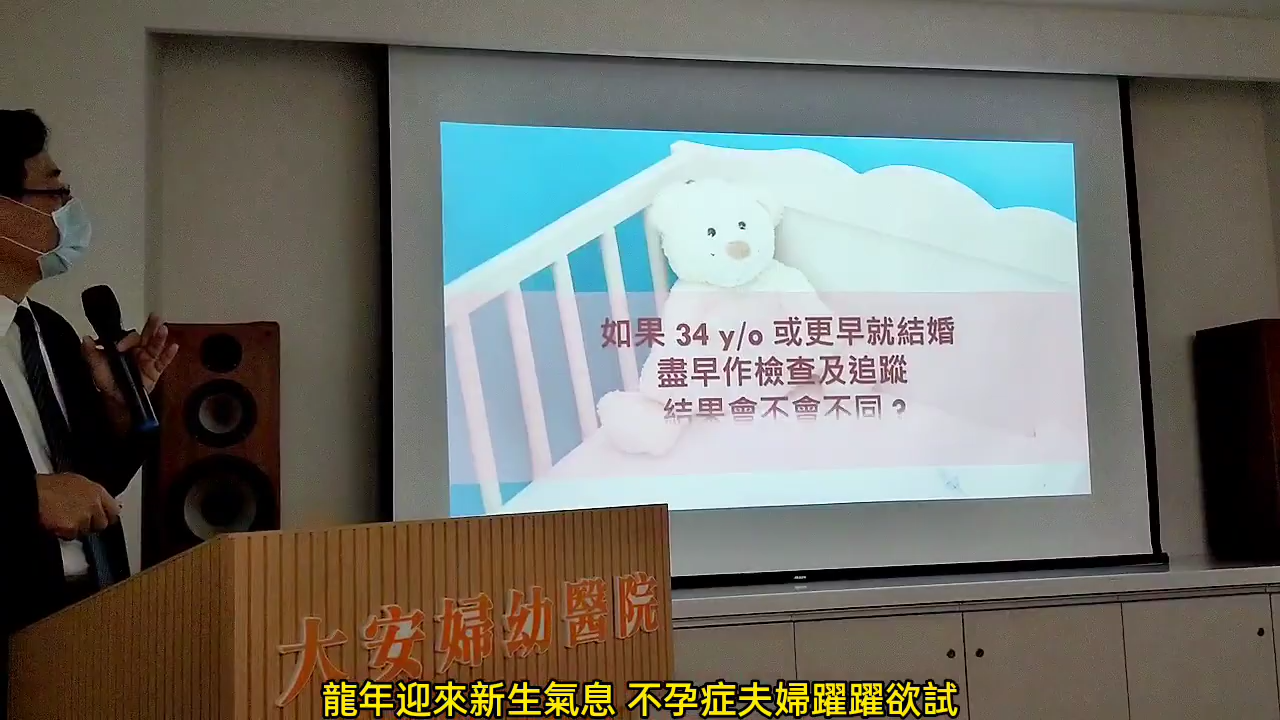 如果 34 y/o 或更早就結婚
盡早作檢查及追蹤
結果會不會不同？
大安婦幼醫院
龍年迎來新生氣息 不孕症夫婦躍躍欲試